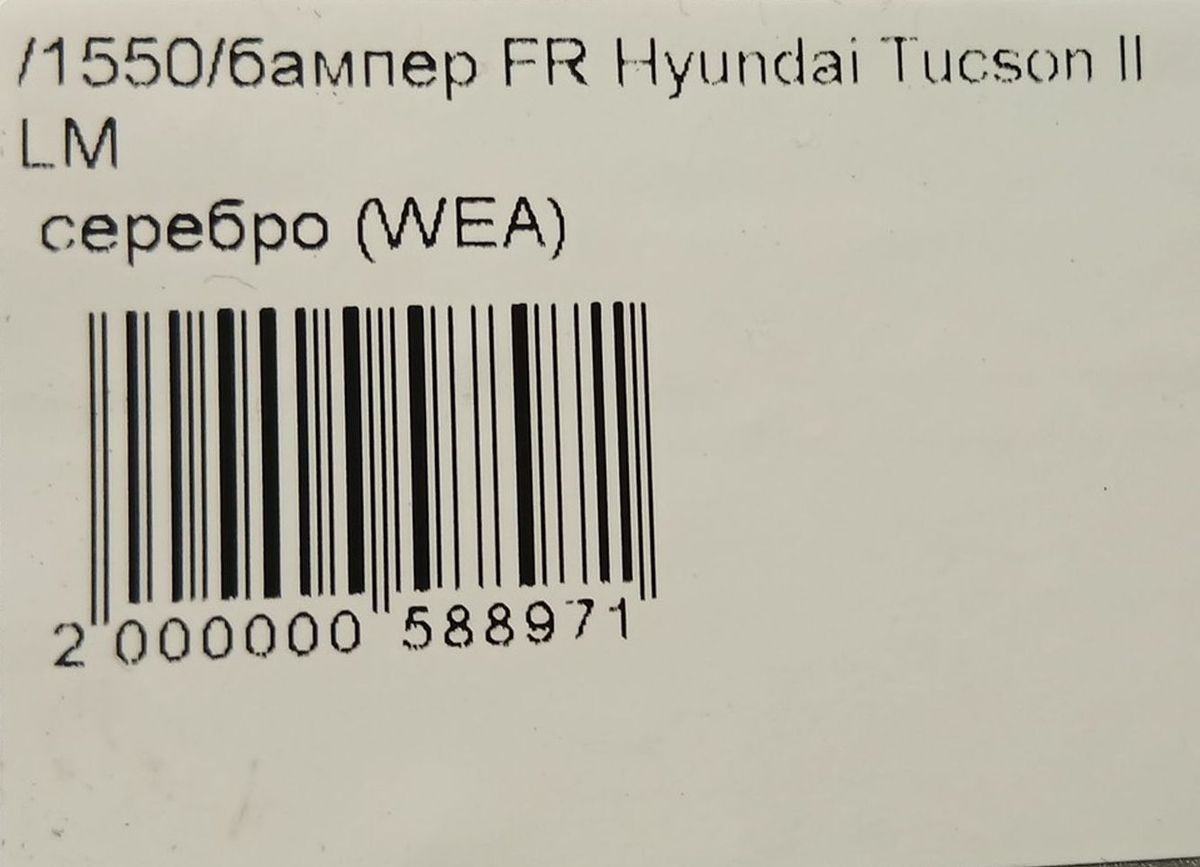 /1550/бампер FR Hyundai Tucson II
LM
серебро (WEA)
2 000000 588971